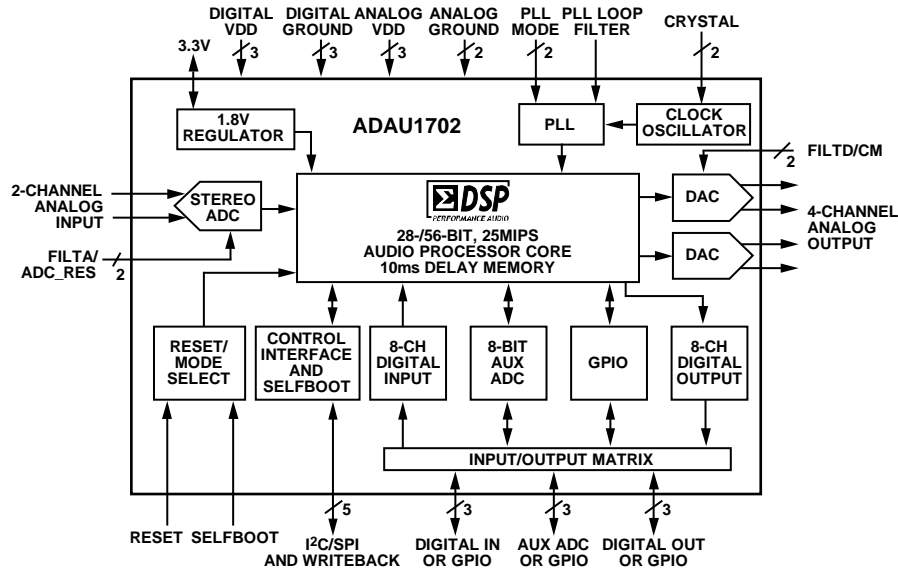 DIGITAL VDD
DIGITAL GROUND
ANALOG VDD
ANALOG GROUND
PLL MODE
PLL LOOP FILTER
CRYSTAL
3.3V
3
3
3
2
2
2
1.8V
REGULATOR
ADAU1702
PLL
CLOCK
OSCILLATOR
FILTD/CM
2
2-CHANNEL
ANALOG
INPUT
STEREO
ADC
FILTA/
ADC_RES
2
DSP
PERFORMANCE AUDIO
28-/56-BIT, 25MIPS
AUDIO PROCESSOR CORE
10ms DELAY MEMORY
DAC
DAC
4-CHANNEL
ANALOG
OUTPUT
RESET/
MODE
SELECT
CONTROL
INTERFACE
AND
SELFBOOT
8-CH
DIGITAL
INPUT
8-BIT
AUX
ADC
GPIO
8-CH
DIGITAL
OUTPUT
INPUT/OUTPUT MATRIX
5
3
3
3
RESET
SELFBOOT
I²C/SPI
AND WRITEBACK
DIGITAL IN
OR GPIO
AUX ADC
OR GPIO
DIGITAL OUT
OR GPIO